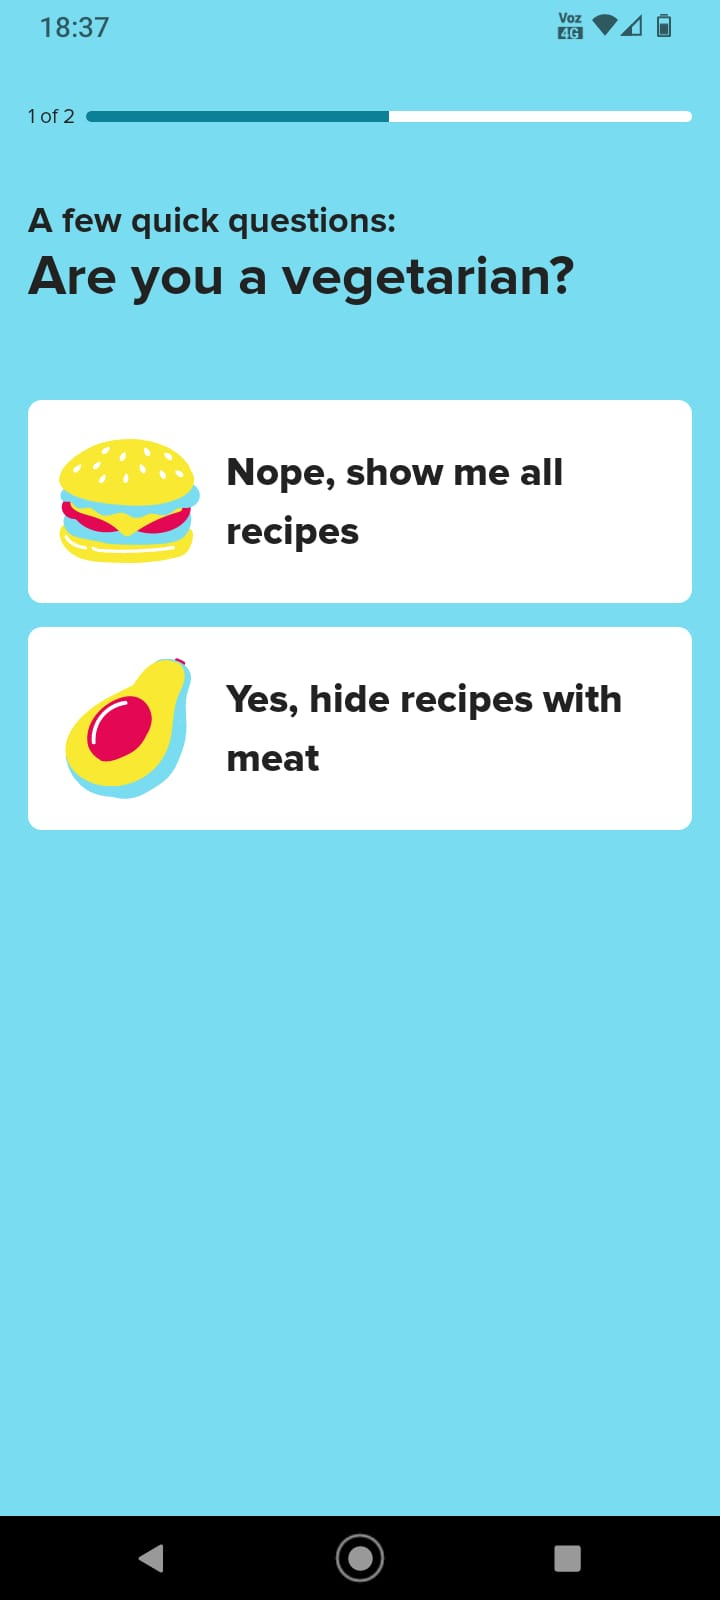 18:37
Voz
4G
1 of 2
A few quick questions:
Are you a vegetarian?
Nope, show me all
recipes
Yes, hide recipes with
meat